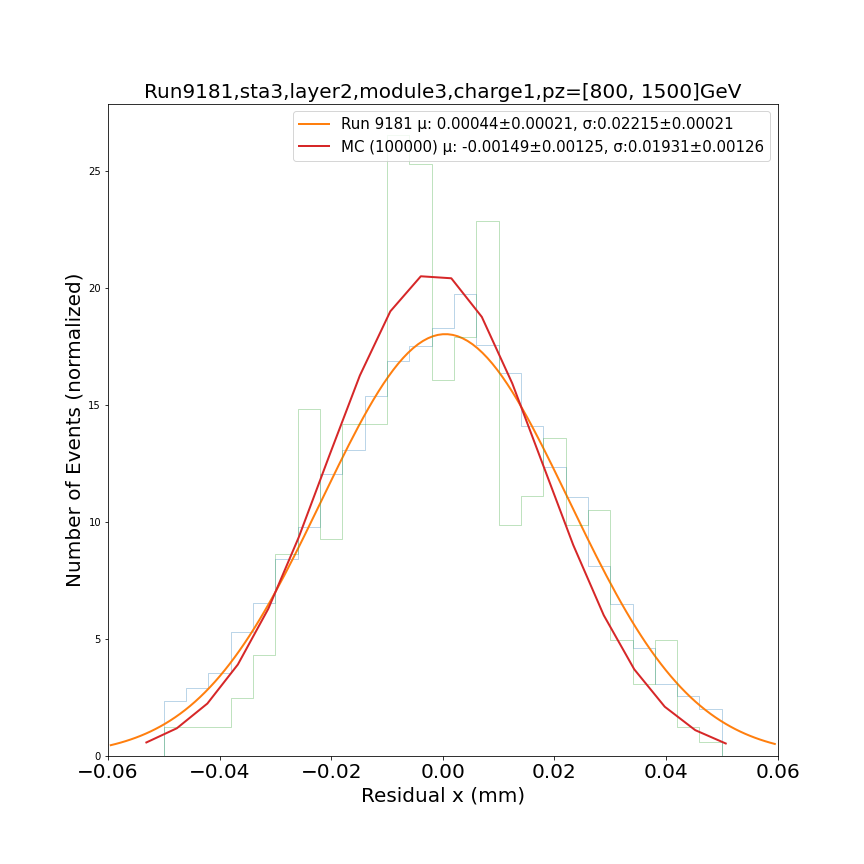 Run9181,sta3,layer2,module3,charge1,pz=[800, 1500]GeV
Run 9181 μ: 0.00044±0.00021, σ:0.02215±0.00021
MC (100000) μ: -0.00149±0.00125, σ:0.01931±0.00126
Number of Events (normalized)
25
20
15
10
5
0
−0.06 −0.04 −0.02 0.00 0.02 0.04 0.06
Residual x (mm)